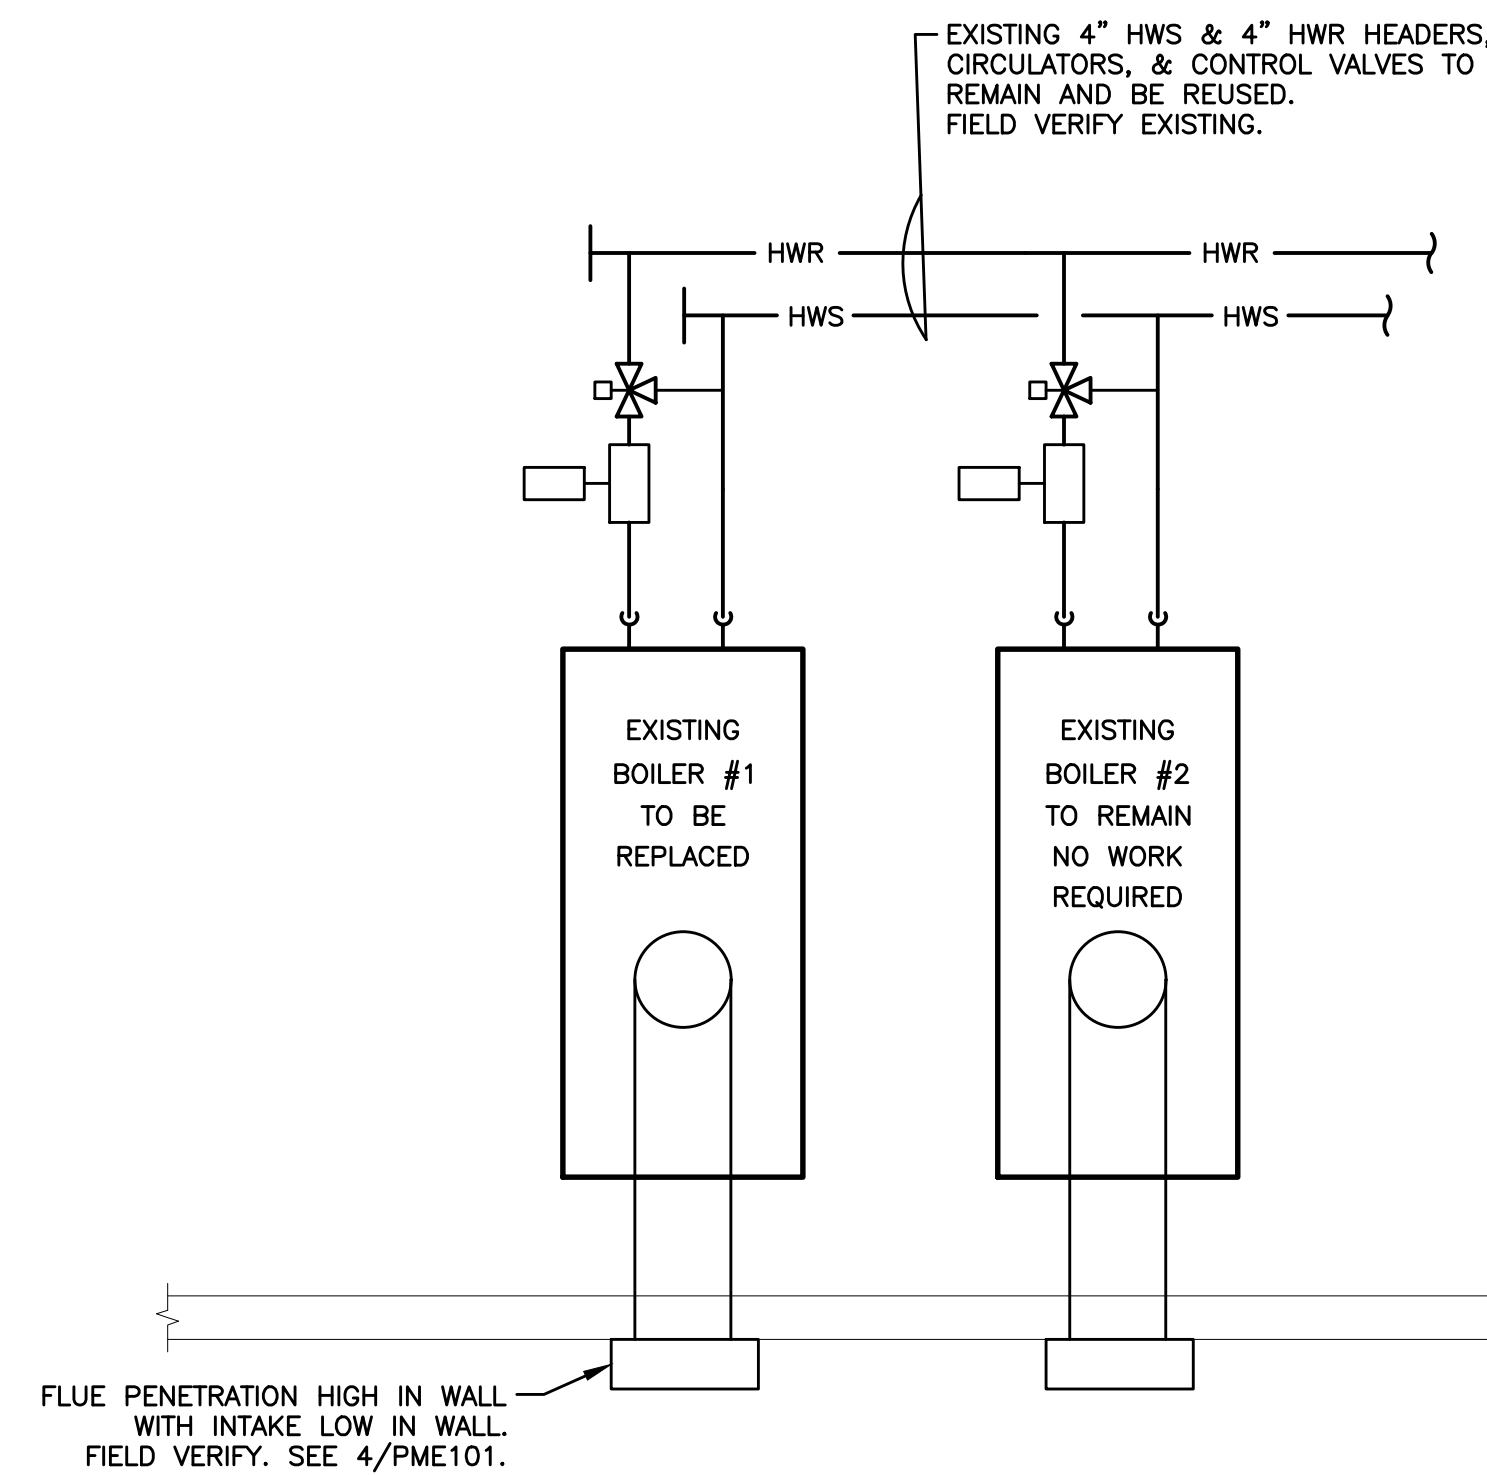 EXISTING 4" HWS & 4" HWR HEADERS,
CIRCULATORS, & CONTROL VALVES TO
REMAIN AND BE REUSED.
FIELD VERIFY EXISTING.
HWR
HWR
HWS
HWS
EXISTING
BOILER #1
TO BE
REPLACED
EXISTING
BOILER #2
TO REMAIN
NO WORK
REQUIRED
FLUE PENETRATION HIGH IN WALL
WITH INTAKE LOW IN WALL.
FIELD VERIFY. SEE 4/PME101.